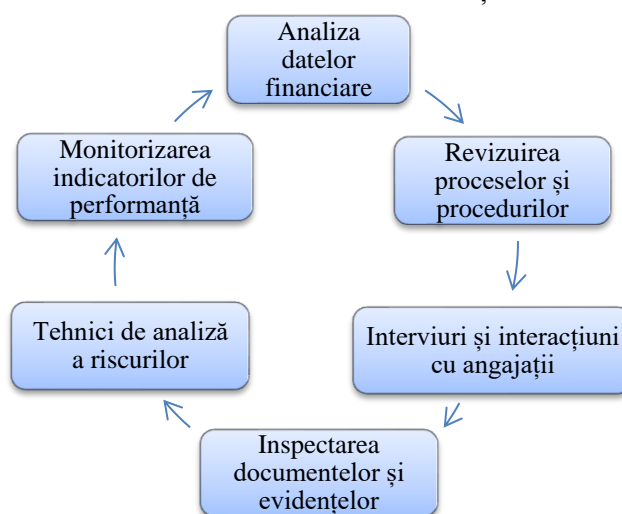 Analiza
datelor
financiare
Revizuirea
proceselor și
procedurilor
Interviuri și interacțiuni
cu angajații
Inspectarea
documentelor și
evidențelor
Tehnici de analiză
a riscurilor
Monitorizarea
indicatorilor de
performanță